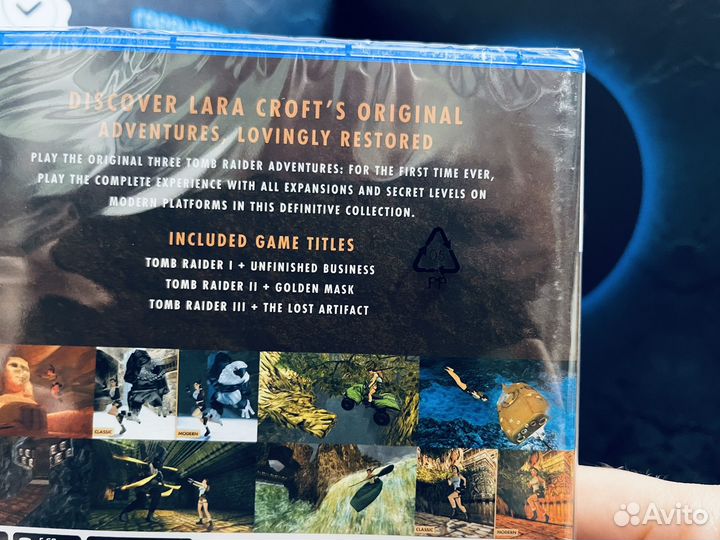 DISCOVER LARA CROFT'S ORIGINAL
ADVENTURES, LOVINGLY RESTORED
PLAY THE ORIGINAL THREE TOMB RAIDER ADVENTURES: FOR THE FIRST TIME EVER,
PLAY THE COMPLETE EXPERIENCE WITH ALL EXPANSIONS AND SECRET LEVELS ON
MODERN PLATFORMS IN THIS DEFINITIVE COLLECTION.
INCLUDED GAME TITLES
TOMB RAIDER I + UNFINISHED BUSINESS
TOMB RAIDER II + GOLDEN MASK
TOMB RAIDER III + THE LOST ARTIFACT
05
PP
CLASSIC
MODERN
CLASSIC
MODERN
Avito